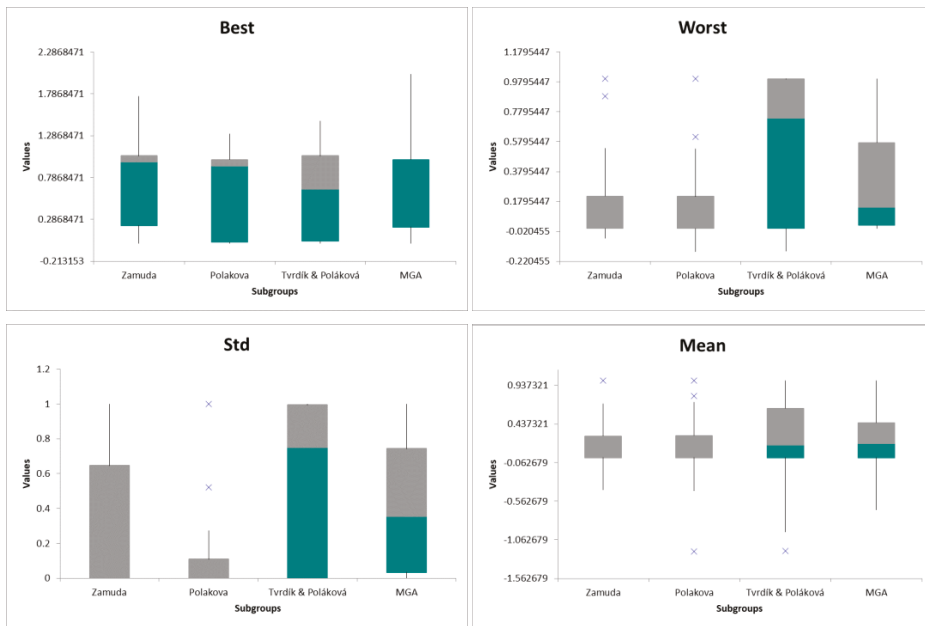 Best
2.2868471
1.7868471
1.2868471
0.7868471
0.2868471
-0.213153
Values
Zamuda
Polakova
Tvrdík & Poláková
MGA
Subgroups
Worst
1.1795447
0.9795447
0.7795447
0.5795447
0.3795447
0.1795447
-0.020455
-0.220455
Values
Zamuda
Polakova
Tvrdík & Poláková
MGA
Subgroups
Std
1.2
1
0.8
0.6
0.4
0.2
0
Values
Zamuda
Polakova
Tvrdík & Poláková
MGA
Subgroups
Mean
0.937321
0.437321
-0.062679
-0.562679
-1.062679
-1.562679
Values
Zamuda
Polakova
Tvrdík & Poláková
MGA
Subgroups